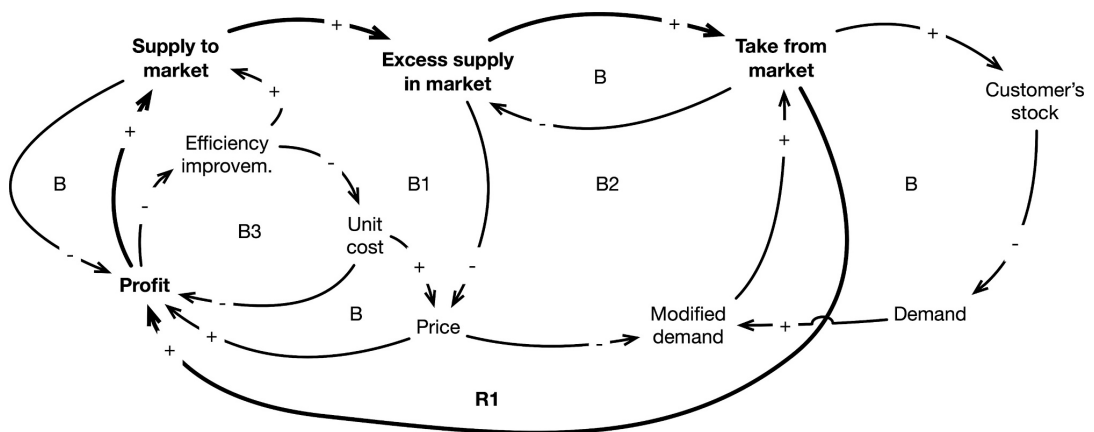 +
+
+
Supply to
market
Excess supply
in market
Take from
market
B
Customer's
stock
+
-
+
Efficiency
improvem.
+
-
B
-
B1
B2
B
Unit
cost
B3
-
-
+
-
Profit
-
B
Price
Modified
demand
Demand
+
+
-
+
R1